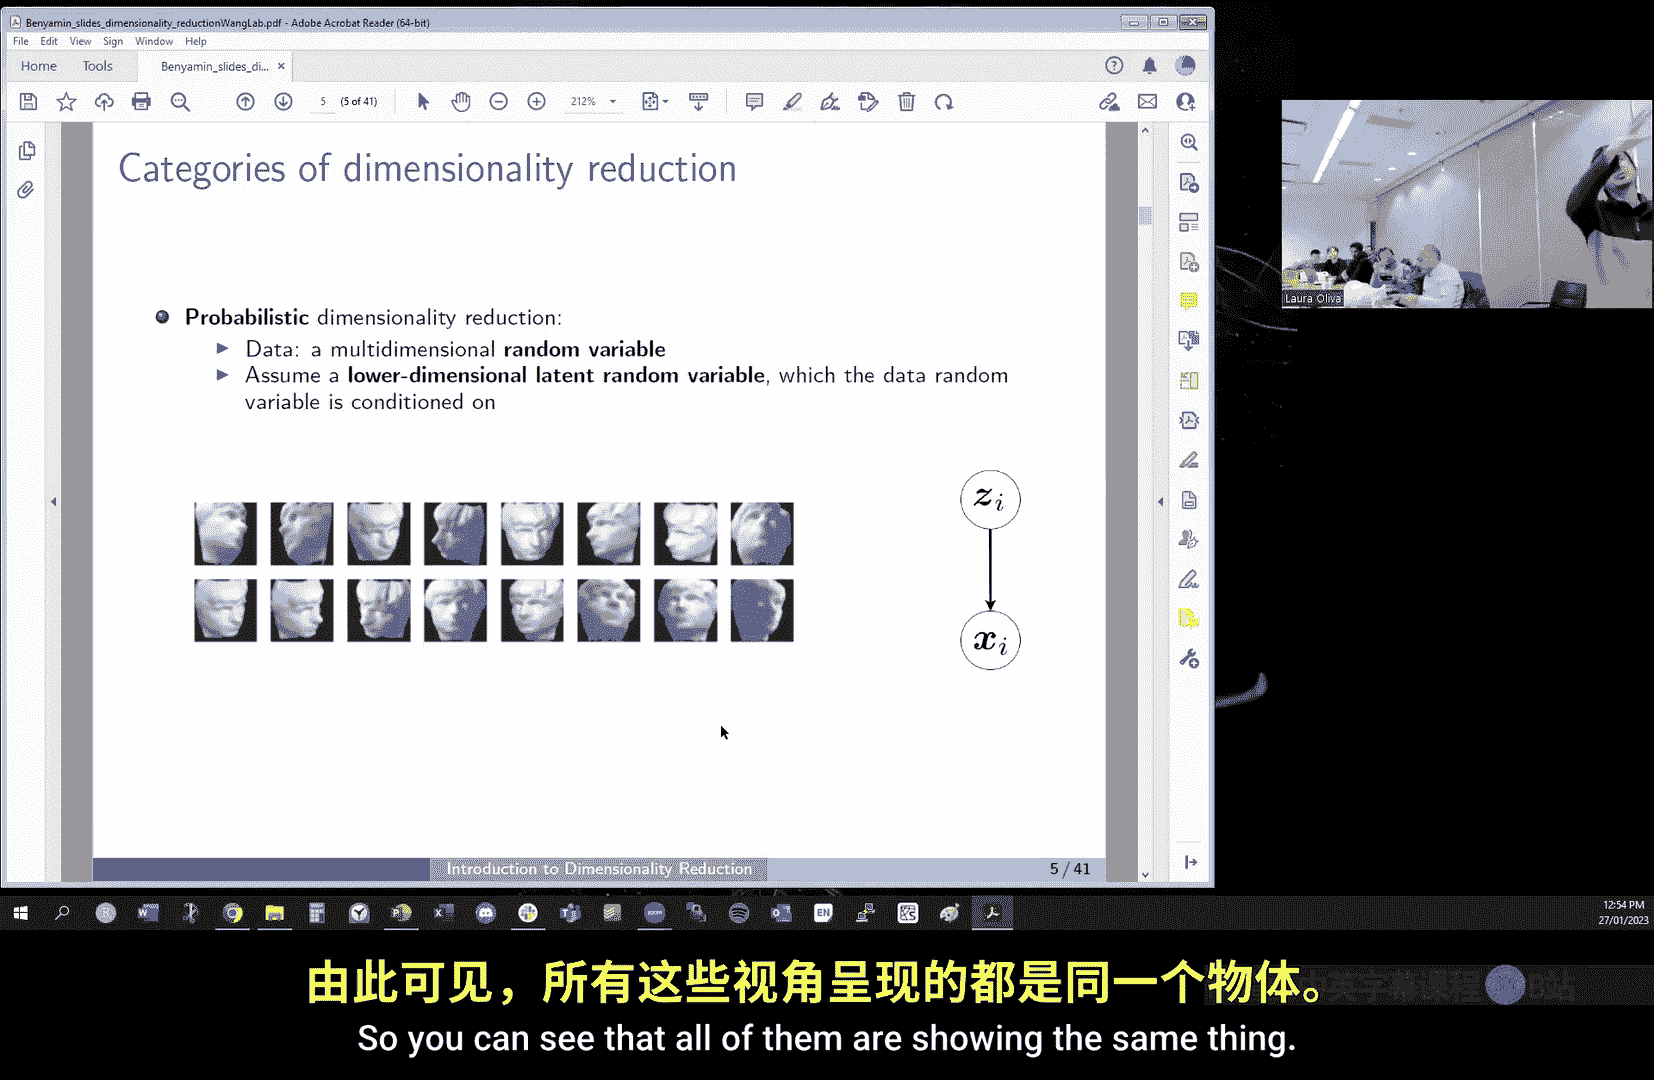 Benyamin_slides_dimensionality_reductionWangLab.pdf - Adobe Acrobat Reader (64-bit)
File Edit View Sign Window Help
Home Tools Benyamin_slides_di... ×
5 (5 of 41) 212%
Categories of dimensionality reduction
Probabilistic dimensionality reduction:
Data: a multidimensional random variable
Assume a lower-dimensional latent random variable, which the data random
variable is conditioned on
z_i
x_i
Introduction to Dimensionality Reduction 5 / 41
Laura Oliva
EN
12:54 PM
27/01/2023
由此可见，所有这些视角呈现的都是同一个物体。
So you can see that all of them are showing the same thing.